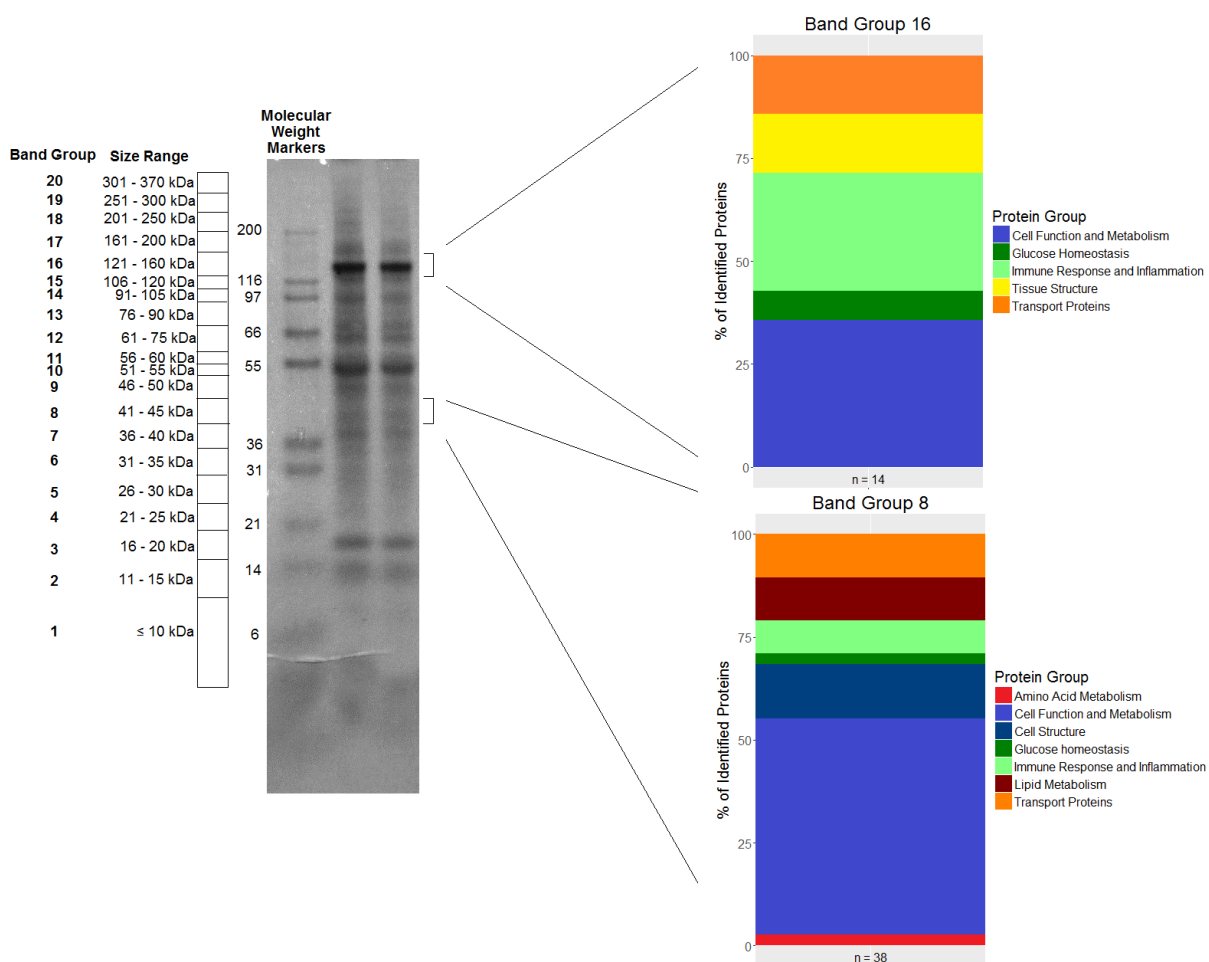 Molecular
Weight
Markers
Band Group Size Range
20 301 - 370 kDa
19 251 - 300 kDa
18 201 - 250 kDa
17 161 - 200 kDa
16 121 - 160 kDa
15 106 - 120 kDa
14 91- 105 kDa
13 76 - 90 kDa
12 61 - 75 kDa
11 56 - 60 kDa
10 51 - 55 kDa
9 46 - 50 kDa
8 41 - 45 kDa
7 36 - 40 kDa
6 31 - 35 kDa
5 26 - 30 kDa
4 21 - 25 kDa
3 16 - 20 kDa
2 11 - 15 kDa
1 ≤ 10 kDa
200
116
97
66
55
36
31
21
14
6
Band Group 16
% of Identified Proteins
100
75
50
25
0
n = 14
Protein Group
Cell Function and Metabolism
Glucose Homeostasis
Immune Response and Inflammation
Tissue Structure
Transport Proteins
Band Group 8
% of Identified Proteins
100
75
50
25
0
n = 38
Protein Group
Amino Acid Metabolism
Cell Function and Metabolism
Cell Structure
Glucose homeostasis
Immune Response and Inflammation
Lipid Metabolism
Transport Proteins